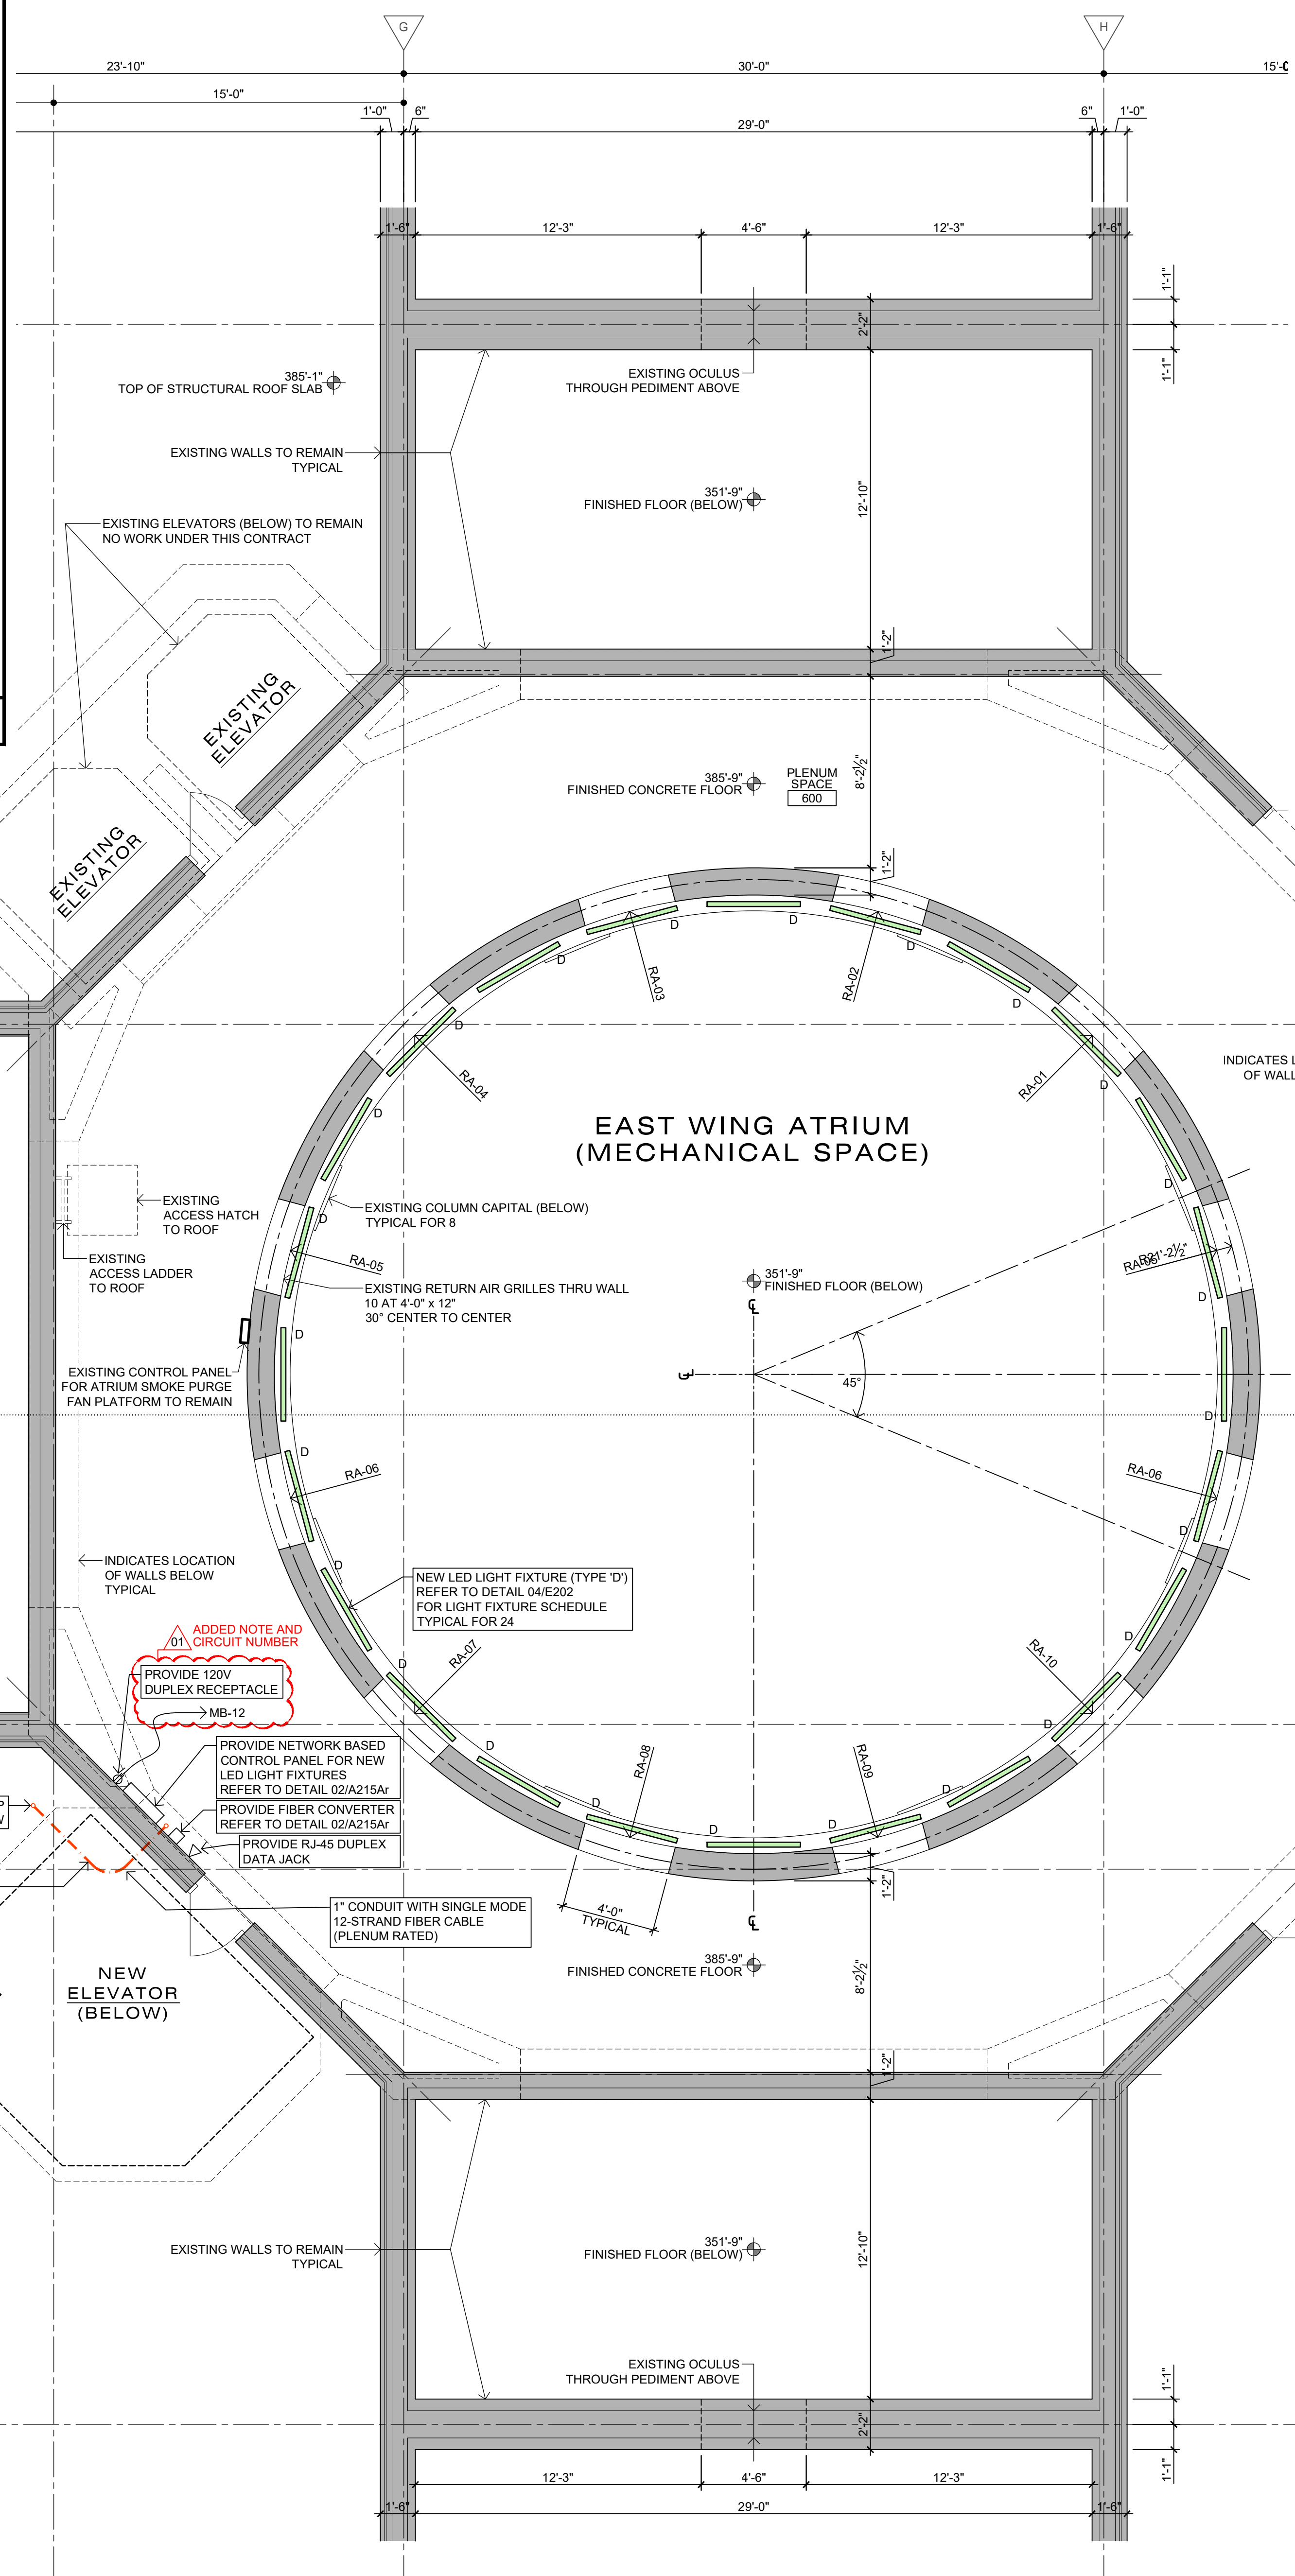 G
H
23'-10"
30'-0"
15'-0"
1'-0"
6"
29'-0"
6"
1'-0"
1'-6"
12'-3"
4'-6"
12'-3"
1'-6"
1'-1"
2'-2"
1'-1"
385'-1"
TOP OF STRUCTURAL ROOF SLAB
EXISTING OCULUS
THROUGH PEDIMENT ABOVE
EXISTING WALLS TO REMAIN
TYPICAL
351'-9"
FINISHED FLOOR (BELOW)
12'-10"
EXISTING ELEVATORS (BELOW) TO REMAIN
NO WORK UNDER THIS CONTRACT
1'-2"
EXISTING
ELEVATOR
EXISTING
ELEVATOR
385'-9"
FINISHED CONCRETE FLOOR
PLENUM
SPACE
600
8'-2½"
1'-2"
D
D
D
D
D
D
RA-03
RA-02
D
D
RA-04
RA-01
INDICATES L
OF WALL
D
D
EAST WING ATRIUM
(MECHANICAL SPACE)
EXISTING
ACCESS HATCH
TO ROOF
EXISTING COLUMN CAPITAL (BELOW)
TYPICAL FOR 8
D
RA-05
RA-05
R21'-2½"
D
EXISTING
ACCESS LADDER
TO ROOF
EXISTING RETURN AIR GRILLES THRU WALL
10 AT 4'-0" x 12"
30° CENTER TO CENTER
351'-9"
FINISHED FLOOR (BELOW)
D
D
EXISTING CONTROL PANEL
FOR ATRIUM SMOKE PURGE
FAN PLATFORM TO REMAIN
45°
D
RA-06
RA-06
D
INDICATES LOCATION
OF WALLS BELOW
TYPICAL
D
D
NEW LED LIGHT FIXTURE (TYPE 'D')
REFER TO DETAIL 04/E202
FOR LIGHT FIXTURE SCHEDULE
TYPICAL FOR 24
01
ADDED NOTE AND
CIRCUIT NUMBER
PROVIDE 120V
DUPLEX RECEPTACLE
MB-12
D
RA-07
RA-10
D
PROVIDE NETWORK BASED
CONTROL PANEL FOR NEW
LED LIGHT FIXTURES
REFER TO DETAIL 02/A215Ar
D
RA-08
RA-09
D
D
D
D
P
W
PROVIDE FIBER CONVERTER
REFER TO DETAIL 02/A215Ar
PROVIDE RJ-45 DUPLEX
DATA JACK
1'-2"
1" CONDUIT WITH SINGLE MODE
12-STRAND FIBER CABLE
(PLENUM RATED)
4'-0"
TYPICAL
385'-9"
FINISHED CONCRETE FLOOR
8'-2½"
NEW
ELEVATOR
(BELOW)
1'-2"
EXISTING WALLS TO REMAIN
TYPICAL
351'-9"
FINISHED FLOOR (BELOW)
12'-10"
EXISTING OCULUS
THROUGH PEDIMENT ABOVE
1'-1"
2'-2"
1'-1"
12'-3"
4'-6"
12'-3"
1'-6"
29'-0"
1'-6"